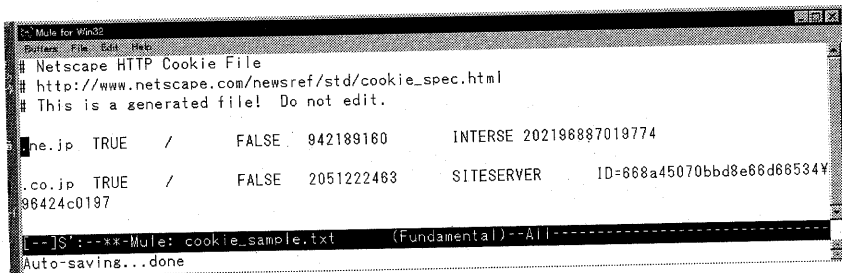 Mule for Win32
Buffers File Edit Help
# Netscape HTTP Cookie File
# http://www.netscape.com/newsref/std/cookie_spec.html
# This is a generated file! Do not edit.
.ne.jp TRUE / FALSE 942189160 INTERSE 202196887019774
.co.jp TRUE / FALSE 2051222463 SITESERVER ID=668a45070bbd8e66d66534¥
96424c0197
[--]S':--**-Mule: cookie_sample.txt (Fundamental)--All--------------------------------
Auto-saving...done